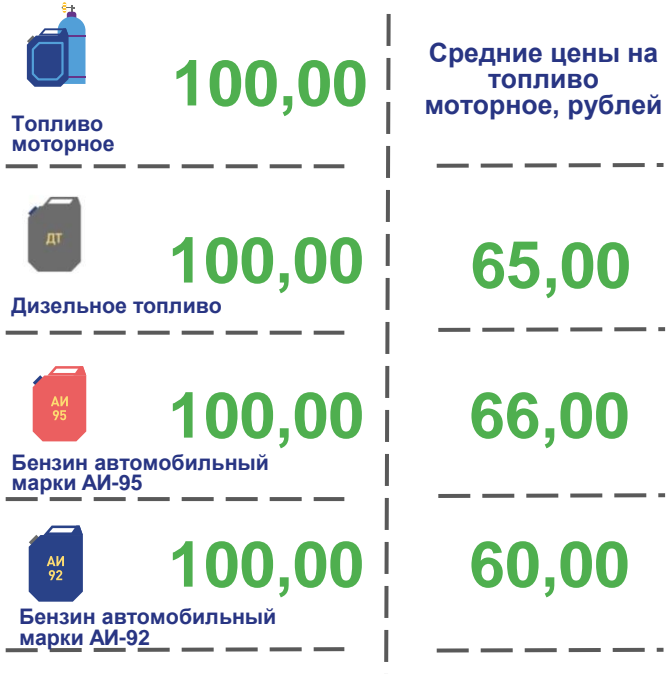 100,00
Топливо
моторное
Средние цены на
топливо
моторное, рублей
ДТ
100,00
65,00
Дизельное топливо
АИ
95
100,00
66,00
Бензин автомобильный
марки АИ-95
АИ
92
100,00
60,00
Бензин автомобильный
марки АИ-92